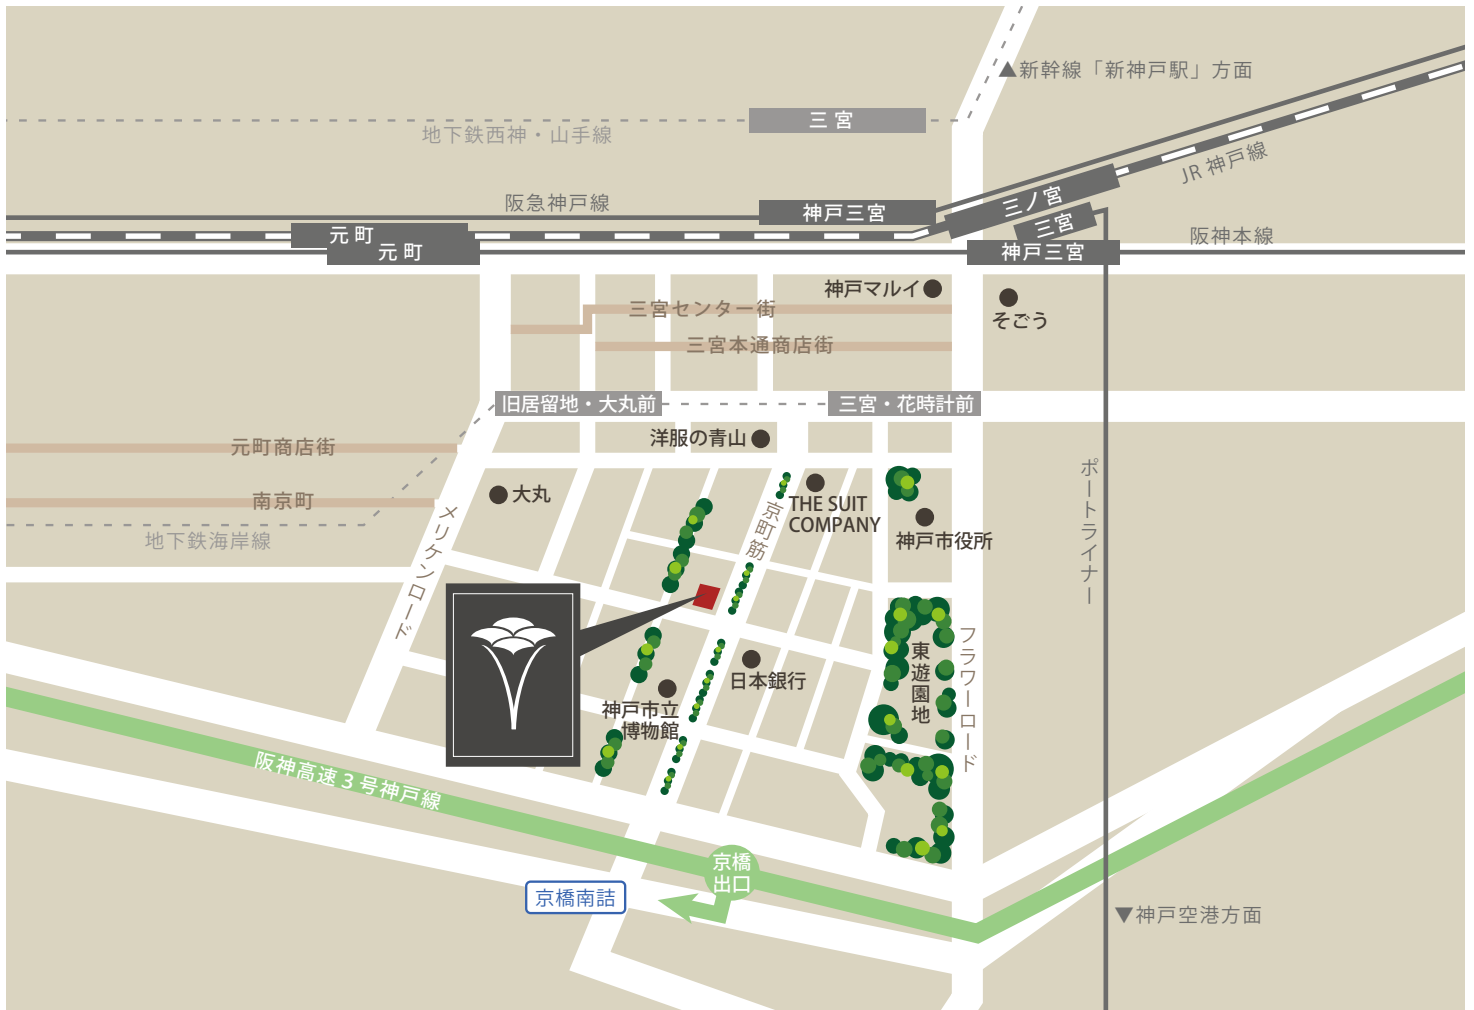 ▲新幹線「新神戸駅」方面
三宮
地下鉄西神・山手線
JR 神戸線
阪急神戸線
神戸三宮
三ノ宮
三宮
元町
元町
神戸三宮
阪神本線
神戸マルイ
そごう
三宮センター街
三宮本通商店街
旧居留地・大丸前
三宮・花時計前
洋服の青山
元町商店街
南京町
地下鉄海岸線
大丸
メリケンロード
京町筋
THE SUIT
COMPANY
神戸市役所
ポートライナー
東遊園地
フラワーロード
日本銀行
神戸市立
博物館
阪神高速3号神戸線
京橋
出口
京橋南詰
▼神戸空港方面